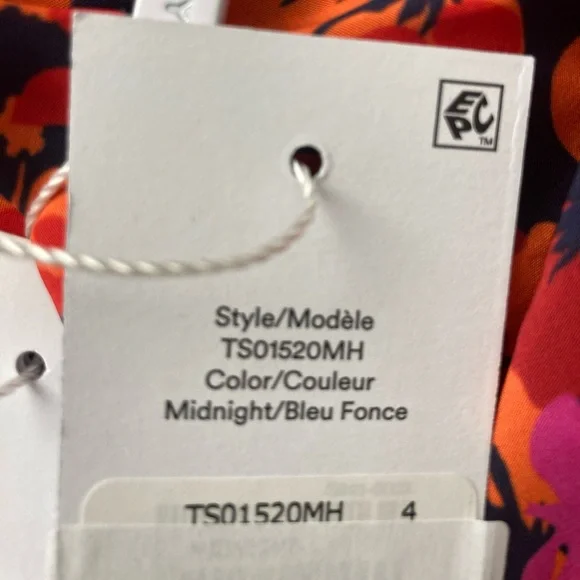 EPC
TM
Style/Modèle
TS01520MH
Color/Couleur
Midnight/Bleu Fonce
TS01520MH 4